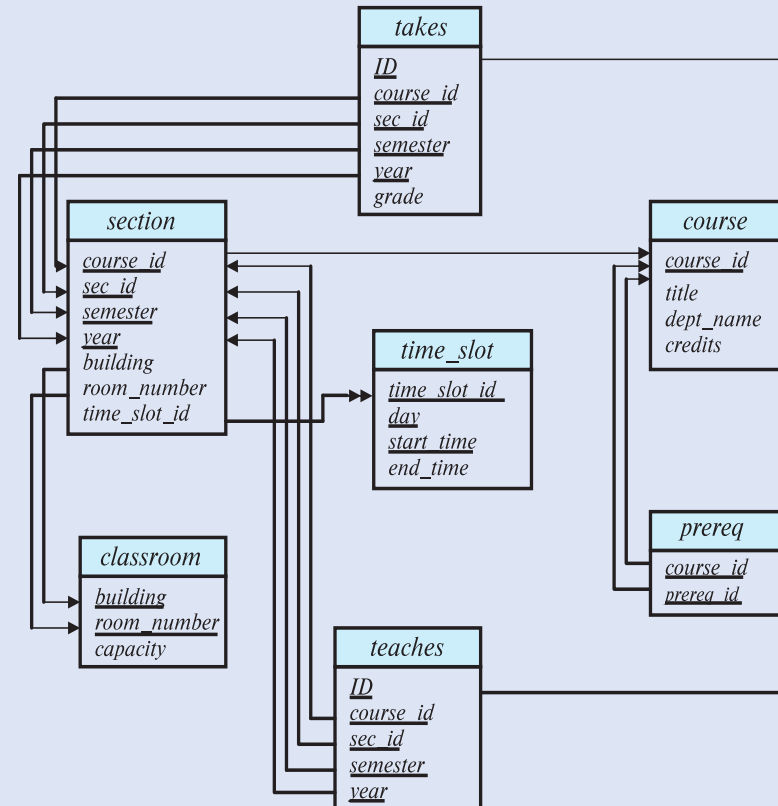 takes
ID
course_id
sec_id
semester
year
grade
section
course_id
sec_id
semester
year
building
room_number
time_slot_id
course
course_id
title
dept_name
credits
time_slot
time_slot_id
day
start_time
end_time
prereq
course_id
prereq_id
classroom
building
room_number
capacity
teaches
ID
course_id
sec_id
semester
year